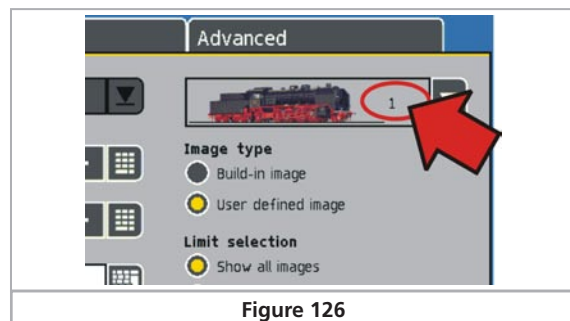 Advanced
1
Image type
Build-in image
User defined image
Limit selection
Show all images
Figure 126